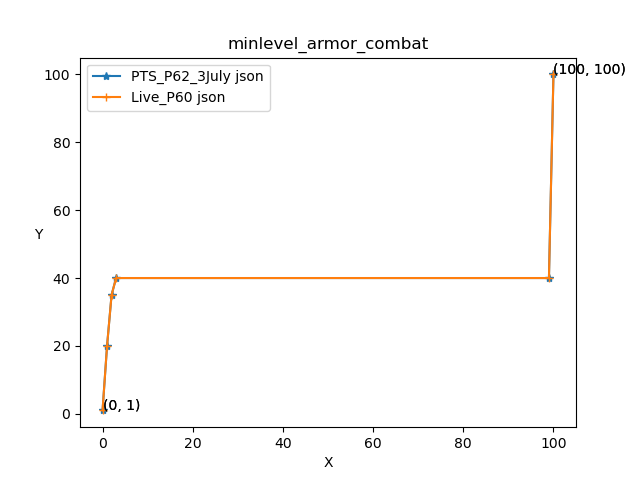 minlevel_armor_combat
PTS_P62_3July json
Live_P60 json
(100, 100)
100
80
60
40
20
0
Y
(0, 1)
0 20 40 60 80 100
X